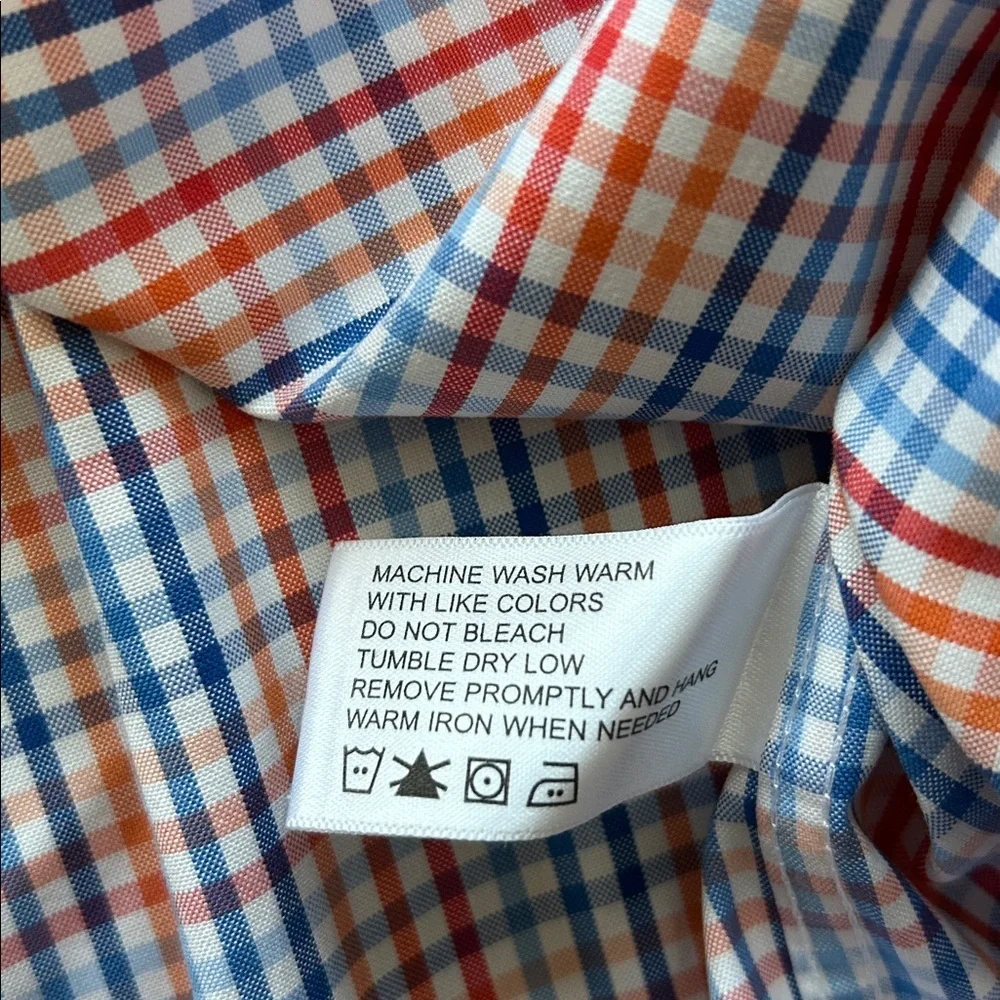 MACHINE WASH WARM
WITH LIKE COLORS
DO NOT BLEACH
TUMBLE DRY LOW
REMOVE PROMPTLY AND HANG
WARM IRON WHEN NEEDED